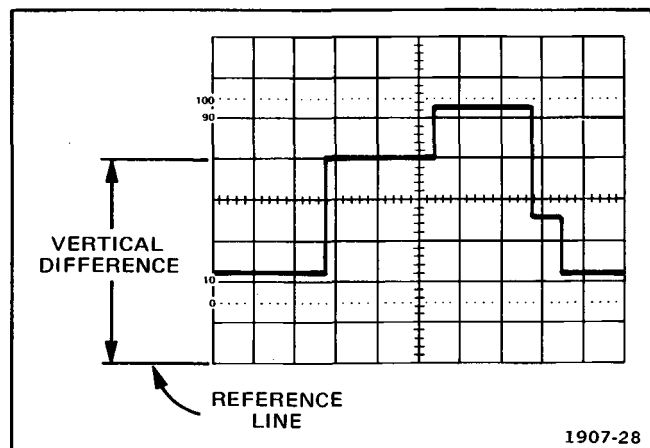 100
90
VERTICAL
DIFFERENCE
10
0
REFERENCE
LINE
1907-28